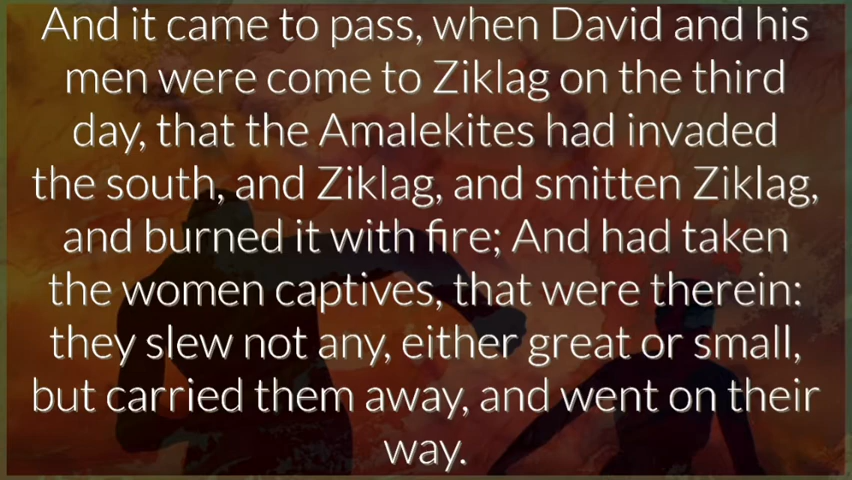 And it came to pass, when David and his
men were come to Ziklag on the third
day, that the Amalekites had invaded
the south, and Ziklag, and smitten Ziklag,
and burned it with fire; And had taken
the women captives, that were therein:
they slew not any, either great or small,
but carried them away, and went on their
way.